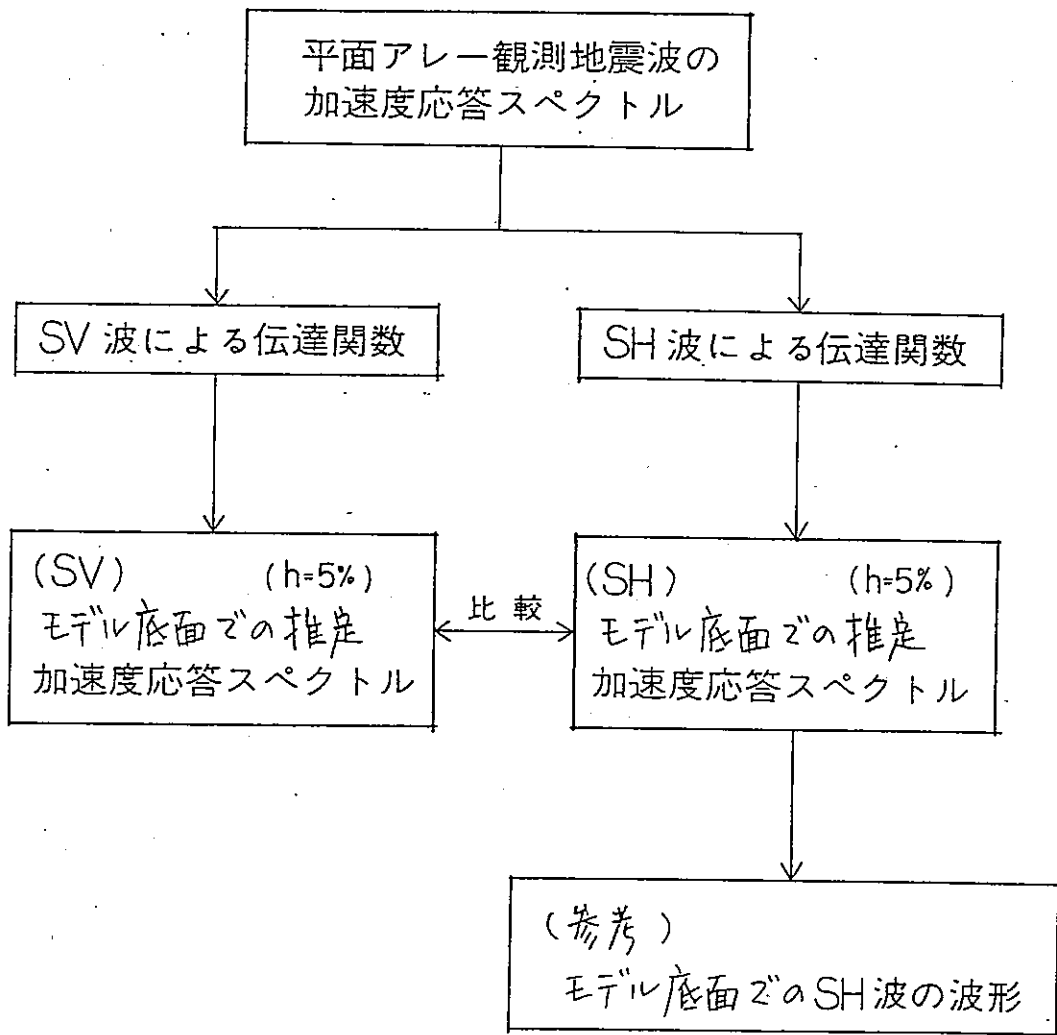 平面アレー観測地震波の
加速度応答スペクトル
SV波による伝達関数
SH波による伝達関数
(SV) (h=5%)
モデル底面での推定
加速度応答スペクトル
比較
(SH) (h=5%)
モデル底面での推定
加速度応答スペクトル
(参考)
モデル底面でのSH波の波形